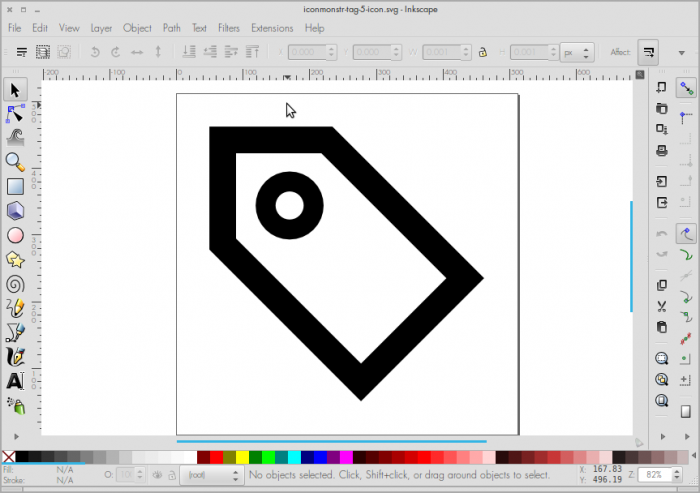 iconmonstr-tag-5-icon.svg - Inkscape
File Edit View Layer Object Path Text Filters Extensions Help
X: 0.000 Y: 0.000 W: 0.001 H: 0.001 px Affect:
-200 -100 0 100 200 300 400 500 600
A
Fill: N/A O: (root) No objects selected. Click, Shift+click, or drag around objects to select. X: 167.83 Z: 82%
Stroke: N/A Y: 496.19